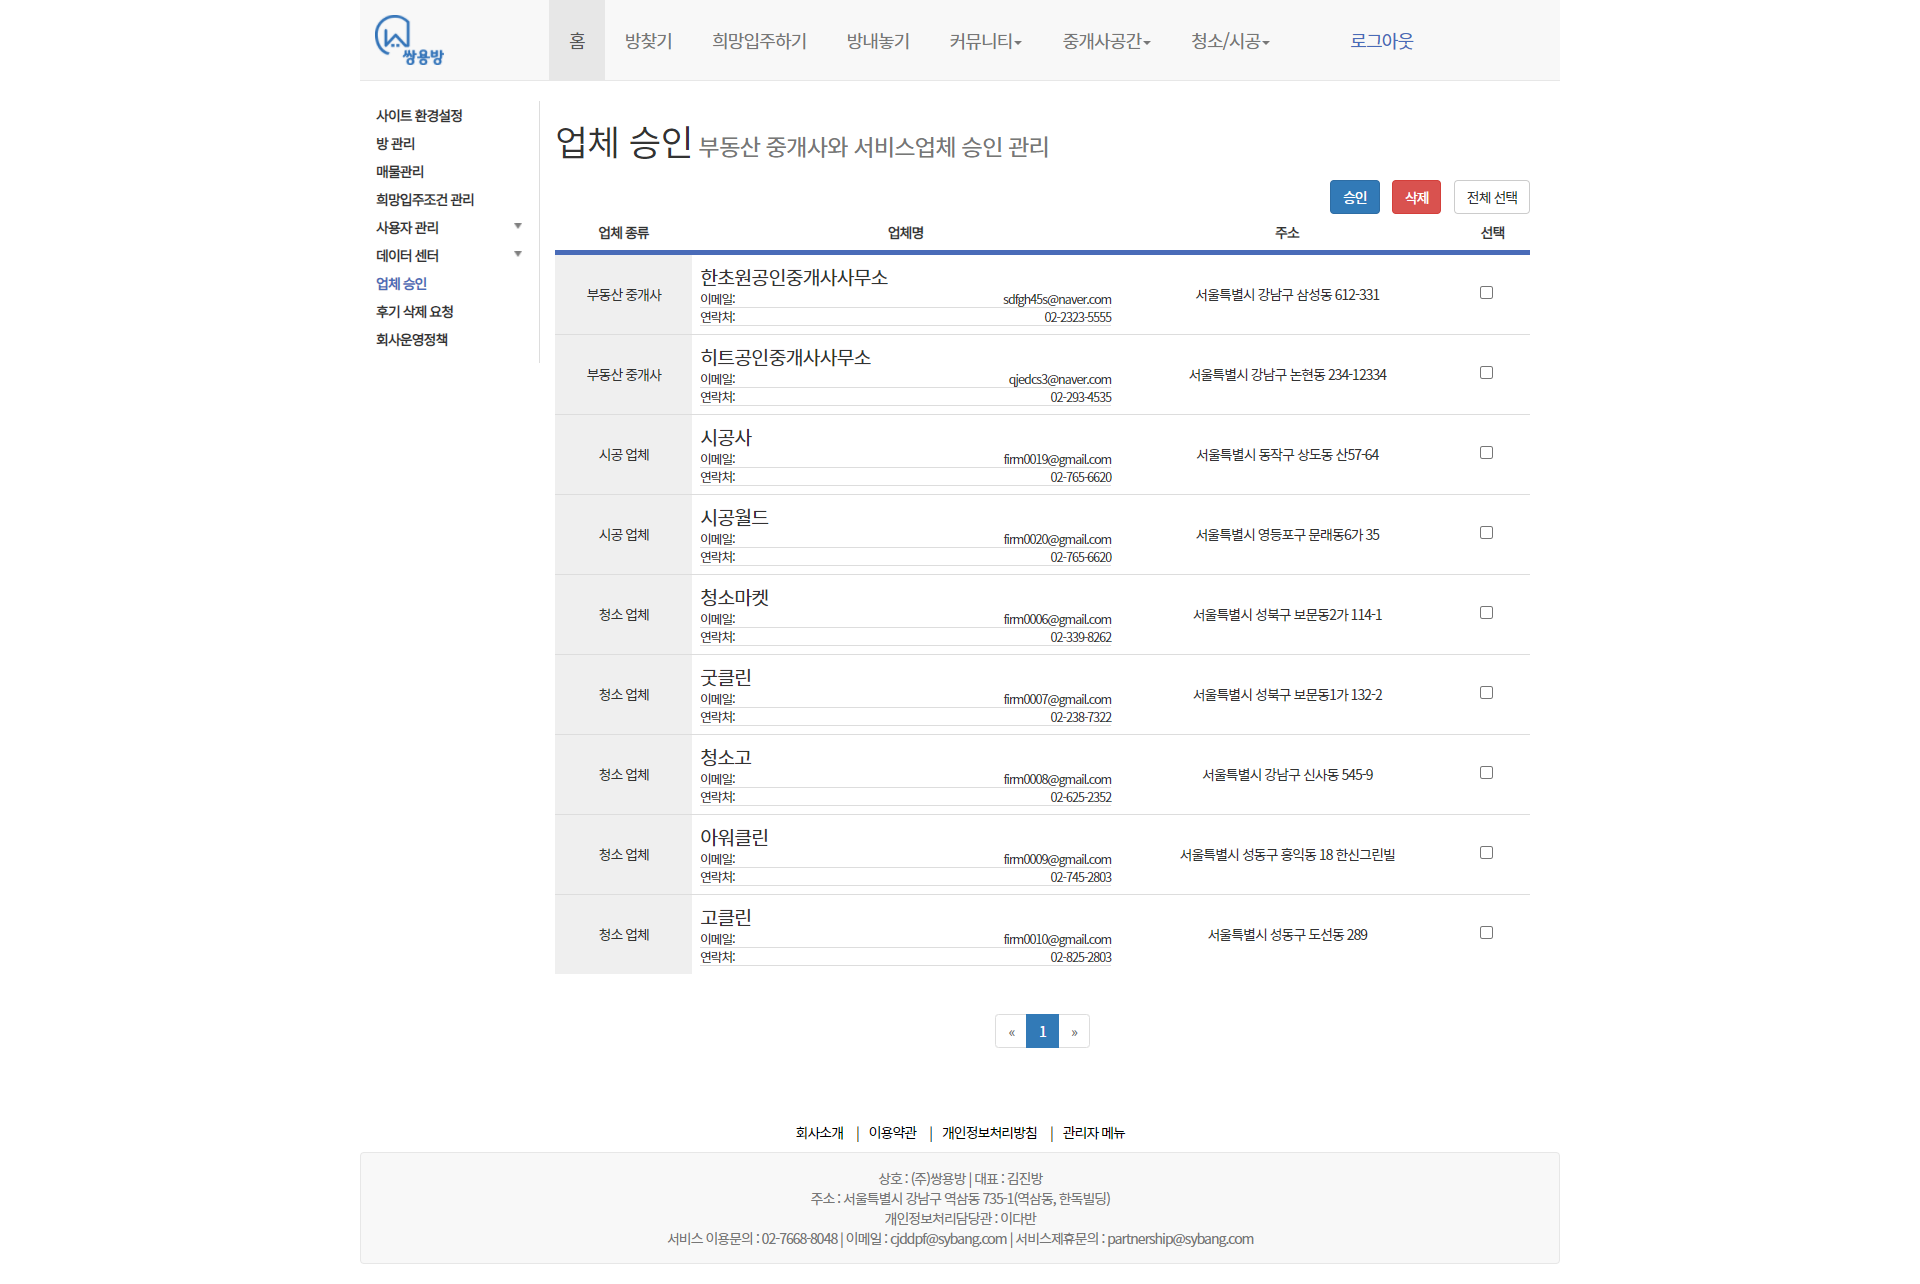 쌍용방
홈 방찾기 희망입주하기 방내놓기 커뮤니티 중개사공간 청소/시공 로그아웃
사이트 환경설정
방 관리
매물관리
희망입주조건 관리
사용자 관리
데이터 센터
업체 승인
후기 삭제 요청
회사운영정책
업체 승인 부동산 중개사와 서비스업체 승인 관리
승인 삭제 전체 선택
업체 종류 업체명 주소 선택
부동산 중개사 한초원공인중개사사무소 서울특별시 강남구 삼성동 612-331
이메일: sdfgh45s@naver.com
연락처: 02-2323-5555
부동산 중개사 히트공인중개사사무소 서울특별시 강남구 논현동 234-12334
이메일: qjedcs3@naver.com
연락처: 02-293-4535
시공 업체 시공사 서울특별시 동작구 상도동 산57-64
이메일: firm0019@gmail.com
연락처: 02-765-6620
시공 업체 시공월드 서울특별시 영등포구 문래동6가 35
이메일: firm0020@gmail.com
연락처: 02-765-6620
청소 업체 청소마켓 서울특별시 성북구 보문동2가 114-1
이메일: firm0006@gmail.com
연락처: 02-339-8262
청소 업체 굿클린 서울특별시 성북구 보문동1가 132-2
이메일: firm0007@gmail.com
연락처: 02-238-7322
청소 업체 청소고 서울특별시 강남구 신사동 545-9
이메일: firm0008@gmail.com
연락처: 02-625-2352
청소 업체 아워클린 서울특별시 성동구 홍익동 18 한신그린빌
이메일: firm0009@gmail.com
연락처: 02-745-2803
청소 업체 고클린 서울특별시 성동구 도선동 289
이메일: firm0010@gmail.com
연락처: 02-825-2803
« 1 »
회사소개 | 이용약관 | 개인정보처리방침 | 관리자 메뉴
상호 : (주)쌍용방 | 대표 : 김진방
주소 : 서울특별시 강남구 역삼동 735-1(역삼동, 한독빌딩)
개인정보처리담당관 : 이다반
서비스 이용문의 : 02-7668-8048 | 이메일 : cjddpf@sybang.com | 서비스제휴문의 : partnership@sybang.com